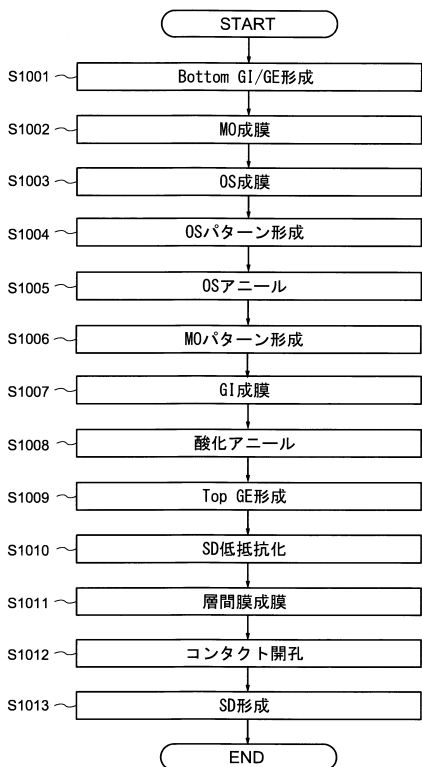 START
S1001 Bottom GI/GE形成
S1002 MO成膜
S1003 OS成膜
S1004 OSパターン形成
S1005 OSアニール
S1006 MOパターン形成
S1007 GI成膜
S1008 酸化アニール
S1009 Top GE形成
S1010 SD低抵抗化
S1011 層間膜成膜
S1012 コンタクト開孔
S1013 SD形成
END